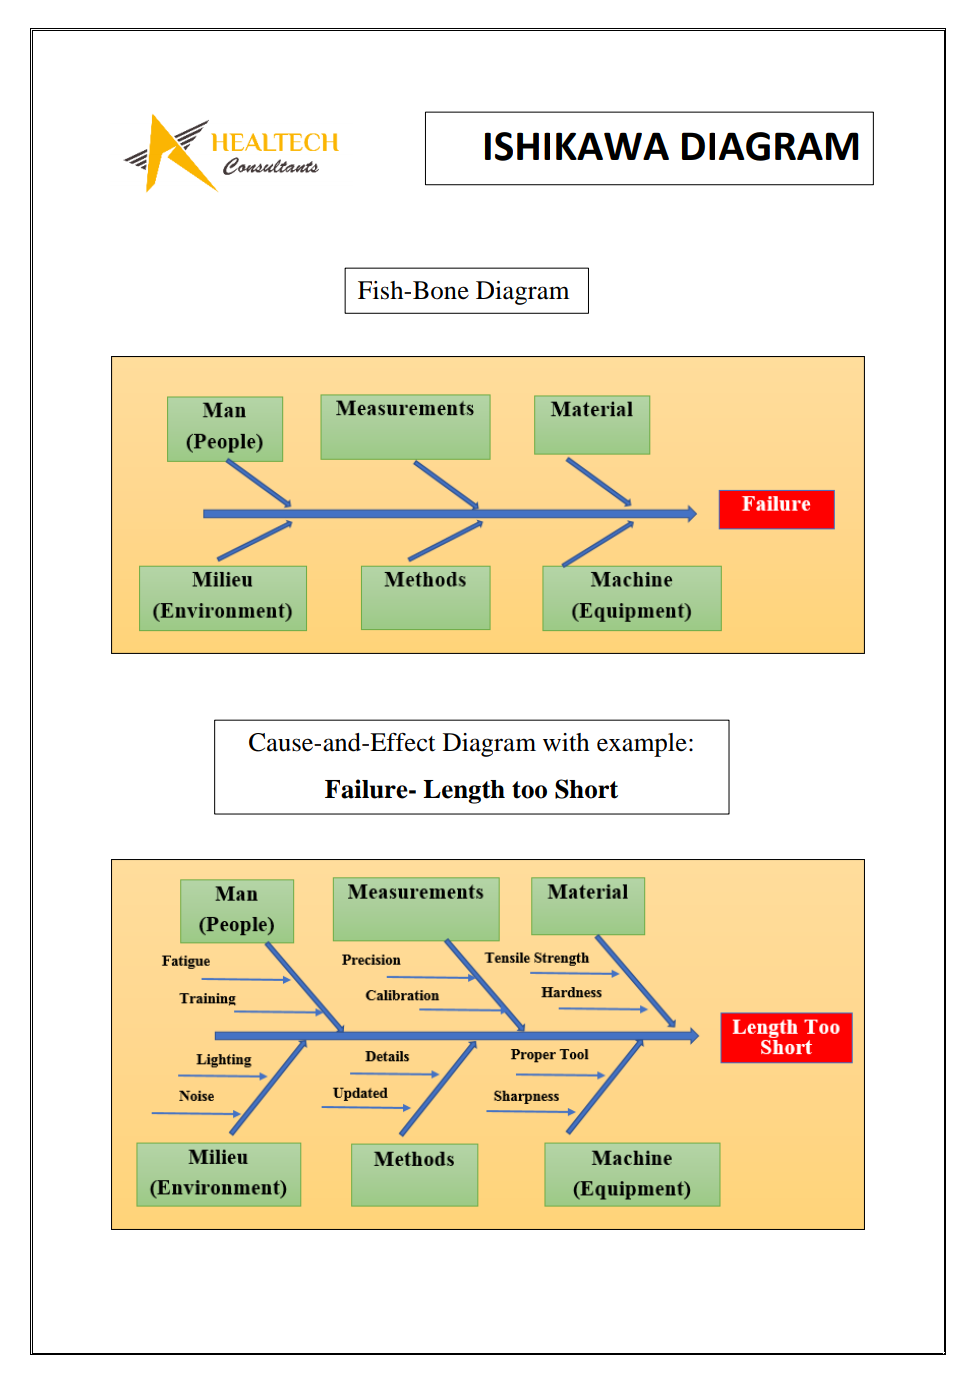 HEALTECH
Consultants
ISHIKAWA DIAGRAM
Fish-Bone Diagram
Man
(People)
Measurements
Material
Failure
Milieu
(Environment)
Methods
Machine
(Equipment)
Cause-and-Effect Diagram with example:
Failure- Length too Short
Man
(People)
Measurements
Material
Fatigue
Training
Precision
Calibration
Tensile Strength
Hardness
Length Too
Short
Lighting
Noise
Details
Updated
Proper Tool
Sharpness
Milieu
(Environment)
Methods
Machine
(Equipment)